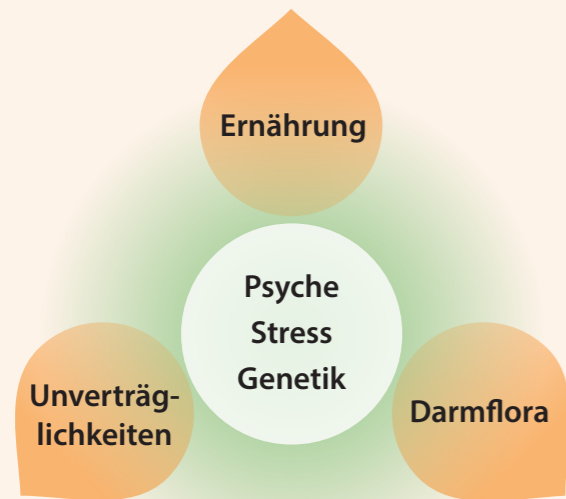 Ernährung
Psyche
Stress
Genetik
Unverträg-
lichkeiten
Darmflora